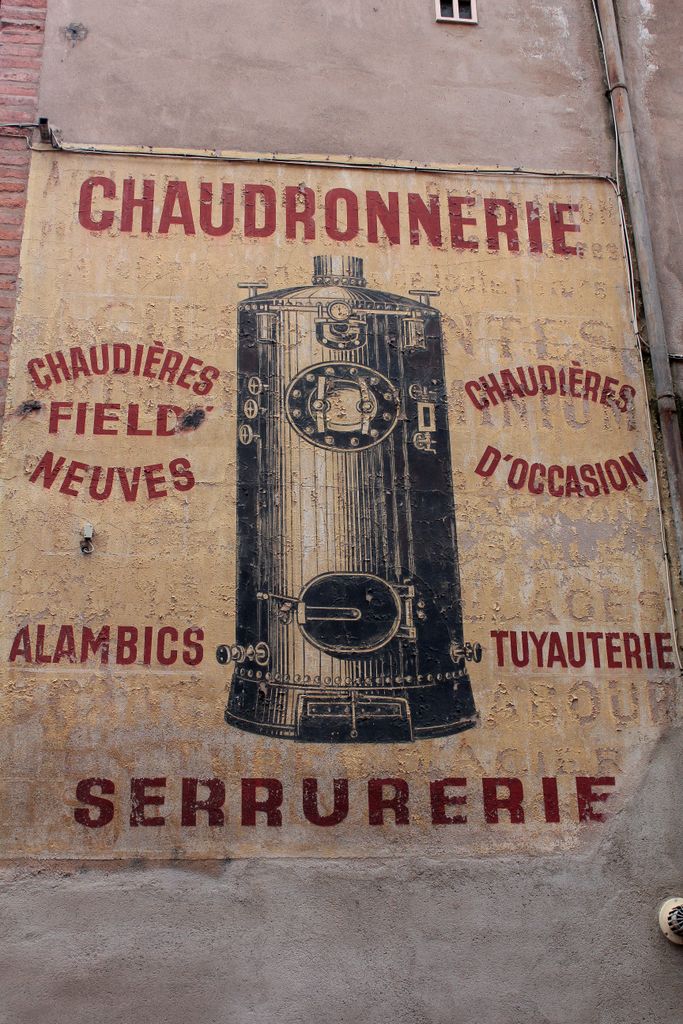 CHAUDRONNERIE
CHAUDIÈRES
FIELD
NEUVES
CHAUDIÈRES
D'OCCASION
ALAMBICS
TUYAUTERIE
SERRURERIE